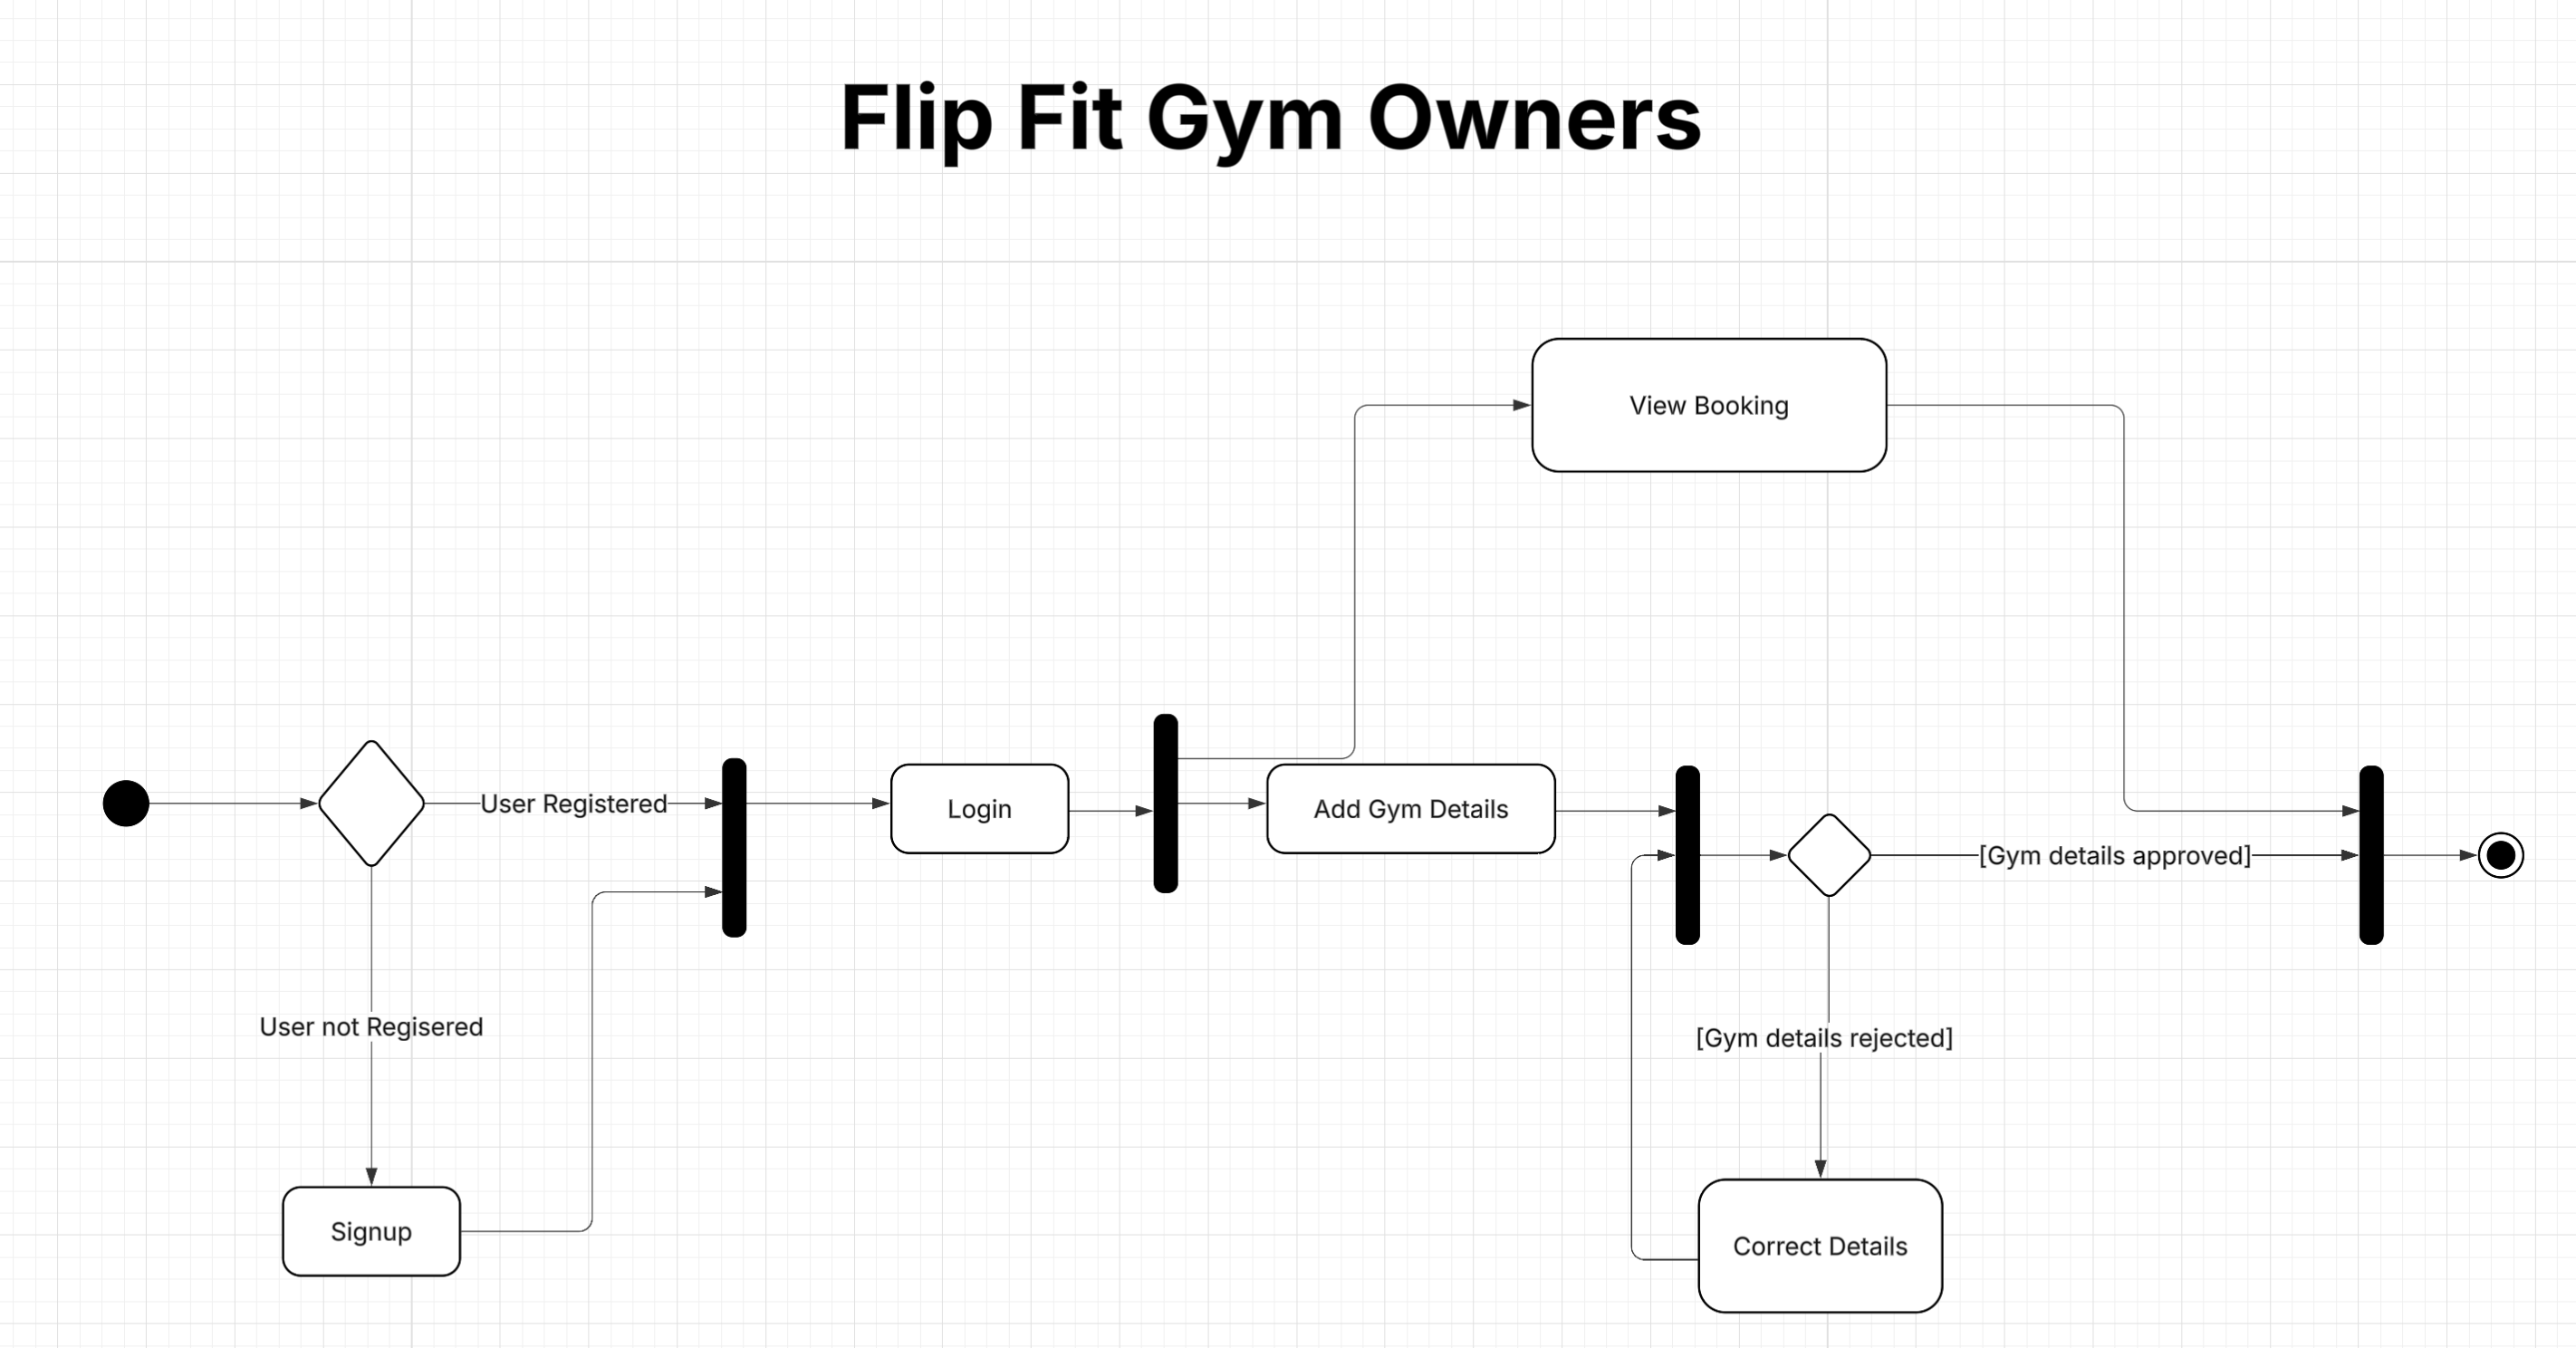 Flip Fit Gym Owners
View Booking
User Registered
Login
Add Gym Details
[Gym details approved]
User not Regisered
[Gym details rejected]
Signup
Correct Details